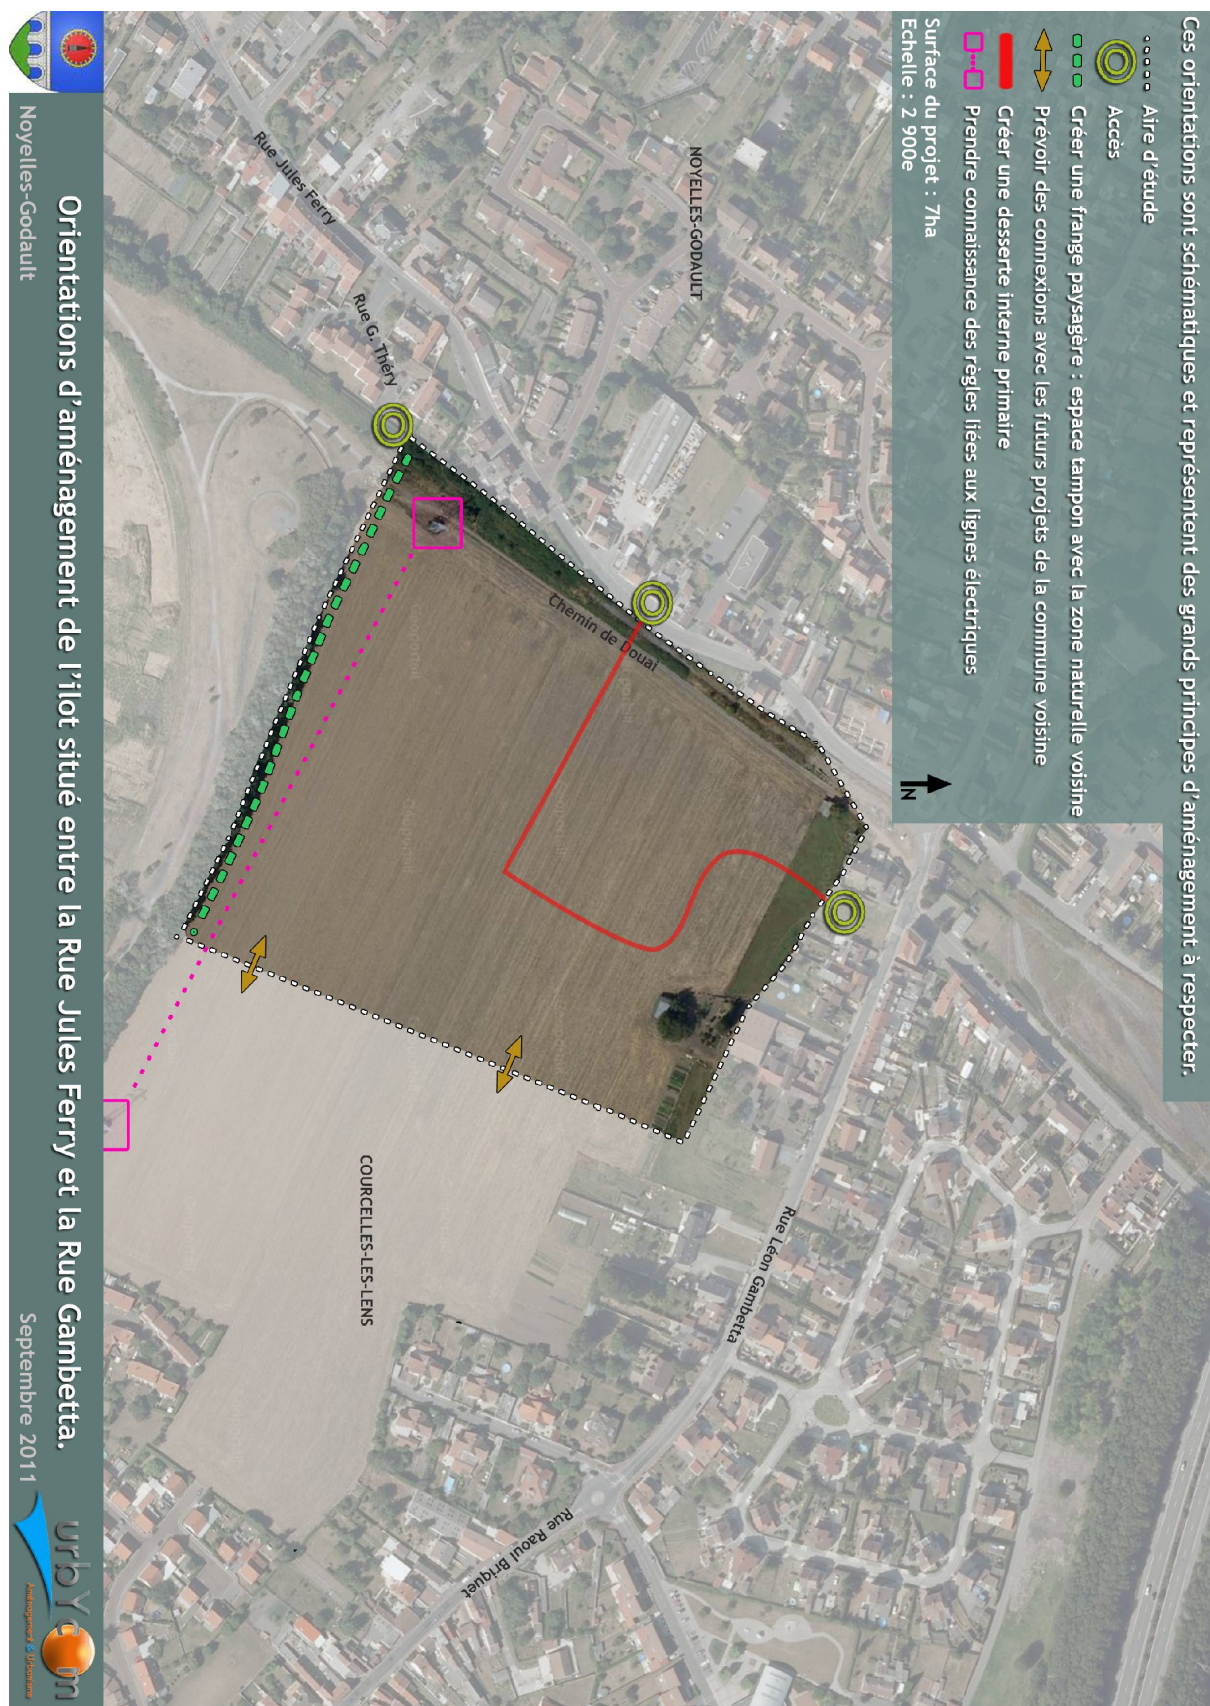 Ces orientations sont schématiques et représentent des grands principes d'aménagement à respecter.
Aire d'étude
Accès
Créer une frange paysagère : espace tampon avec la zone naturelle voisine
Prévoir des connexions avec les futurs projets de la commune voisine
Créer une desserte interne primaire
Prendre connaissance des règles liées aux lignes électriques
Surface du projet : 7ha
Echelle : 2 900e
N
NOYELLES-GODAULT
Rue Jules Ferry
Rue G. Théry
Chemin de Douai
Rue Léon Gambetta
COURCELLES-LES-LENS
Rue Raoul Briquet
Orientations d'aménagement de l'ilot situé entre la Rue Jules Ferry et la Rue Gambetta.
Noyelles-Godault
Septembre 2011
urbYcom
Aménagement & Urbanisme